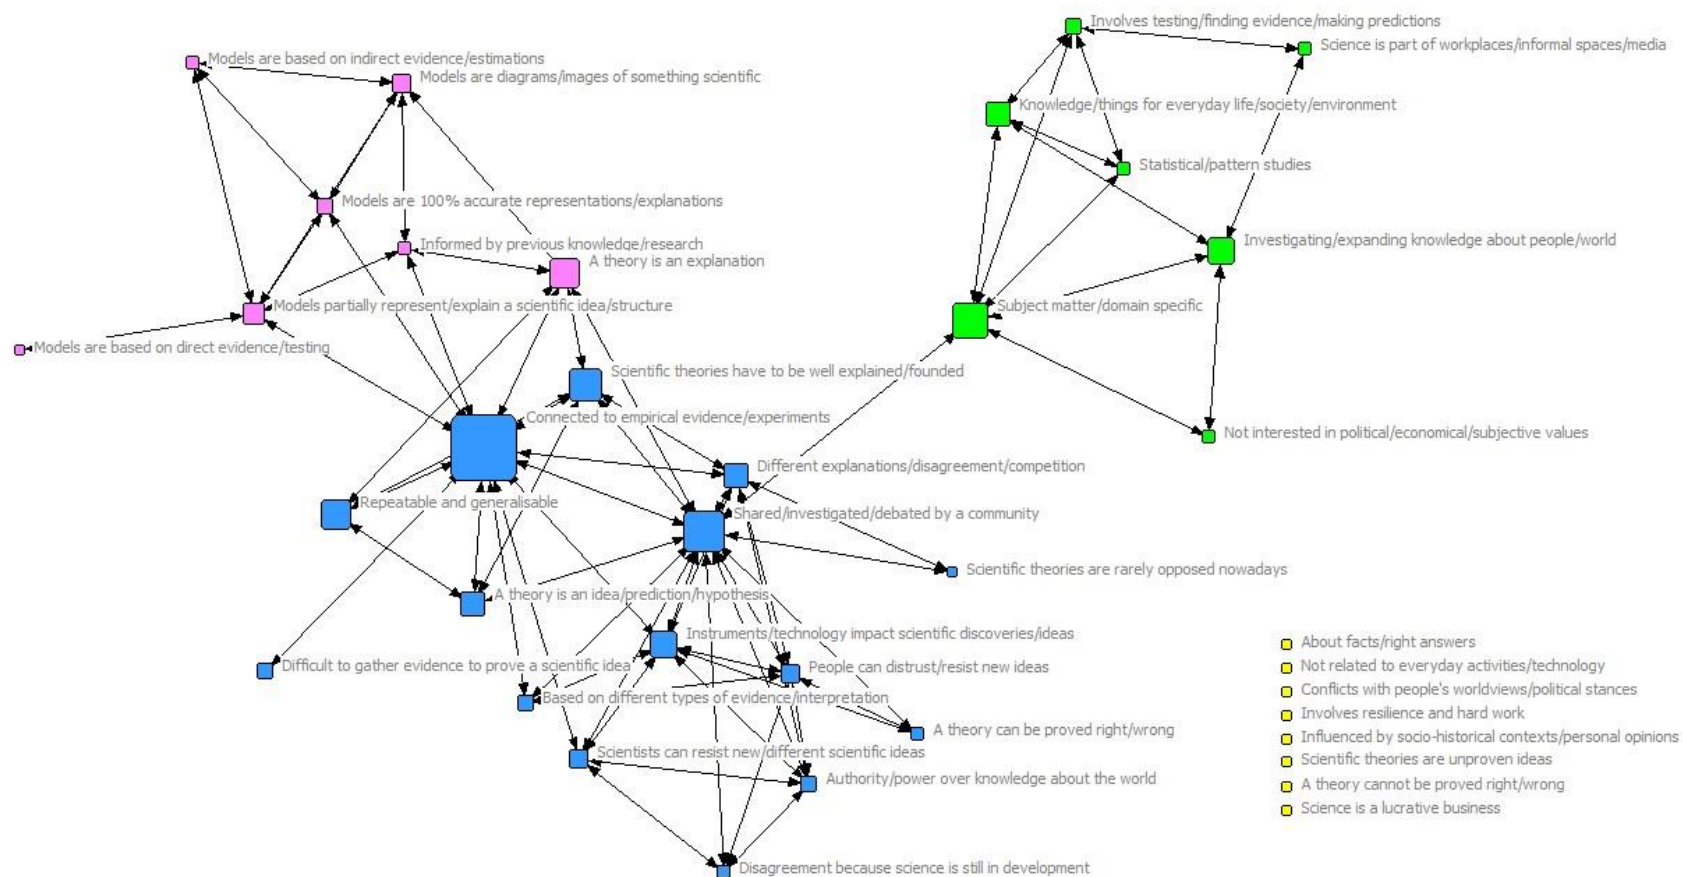 Involves testing/finding evidence/making predictions
Science is part of workplaces/informal spaces/media
Models are based on indirect evidence/estimations
Models are diagrams/images of something scientific
Knowledge/things for everyday life/society/environment
Statistical/pattern studies
Models are 100% accurate representations/explanations
Investigating/expanding knowledge about people/world
Informed by previous knowledge/research
A theory is an explanation
Models partially represent/explain a scientific idea/structure
Subject matter/domain specific
Models are based on direct evidence/testing
Scientific theories have to be well explained/founded
Connected to empirical evidence/experiments
Not interested in political/economical/subjective values
Different explanations/disagreement/competition
Repeatable and generalisable
Shared/investigated/debated by a community
Scientific theories are rarely opposed nowadays
A theory is an idea/prediction/hypothesis
Instruments/technology impact scientific discoveries/ideas
Difficult to gather evidence to prove a scientific idea
People can distrust/resist new ideas
Based on different types of evidence/interpretation
A theory can be proved right/wrong
Scientists can resist new/different scientific ideas
Authority/power over knowledge about the world
Disagreement because science is still in development
About facts/right answers
Not related to everyday activities/technology
Conflicts with people's worldviews/political stances
Involves resilience and hard work
Influenced by socio-historical contexts/personal opinions
Scientific theories are unproven ideas
A theory cannot be proved right/wrong
Science is a lucrative business